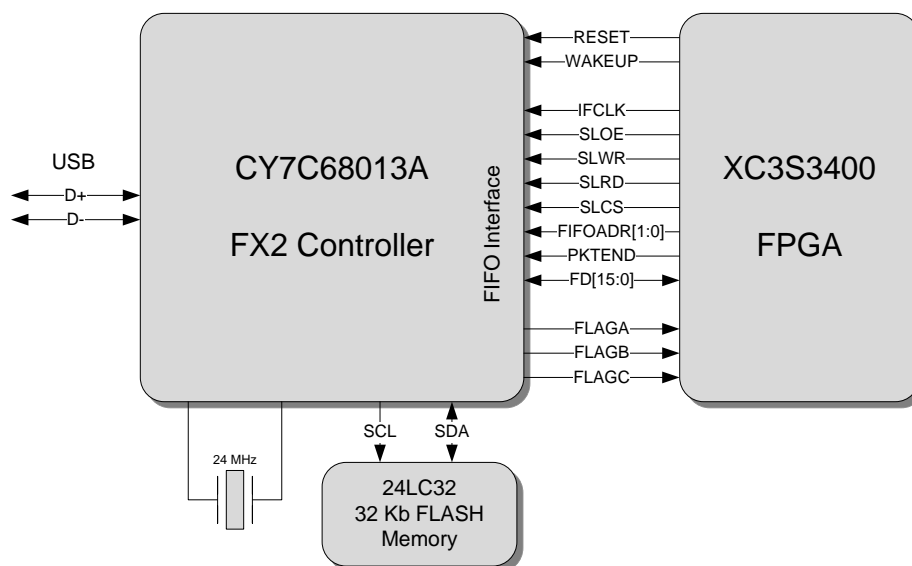 RESET
WAKEUP
IFCLK
SLOE
SLWR
SLRD
SLCS
FIFOADR[1:0]
PKTEND
FD[15:0]
FLAGA
FLAGB
FLAGC
USB
D+
D-
CY7C68013A
FX2 Controller
FIFO Interface
XC3S3400
FPGA
SCL
SDA
24 MHz
24LC32
32 Kb FLASH
Memory